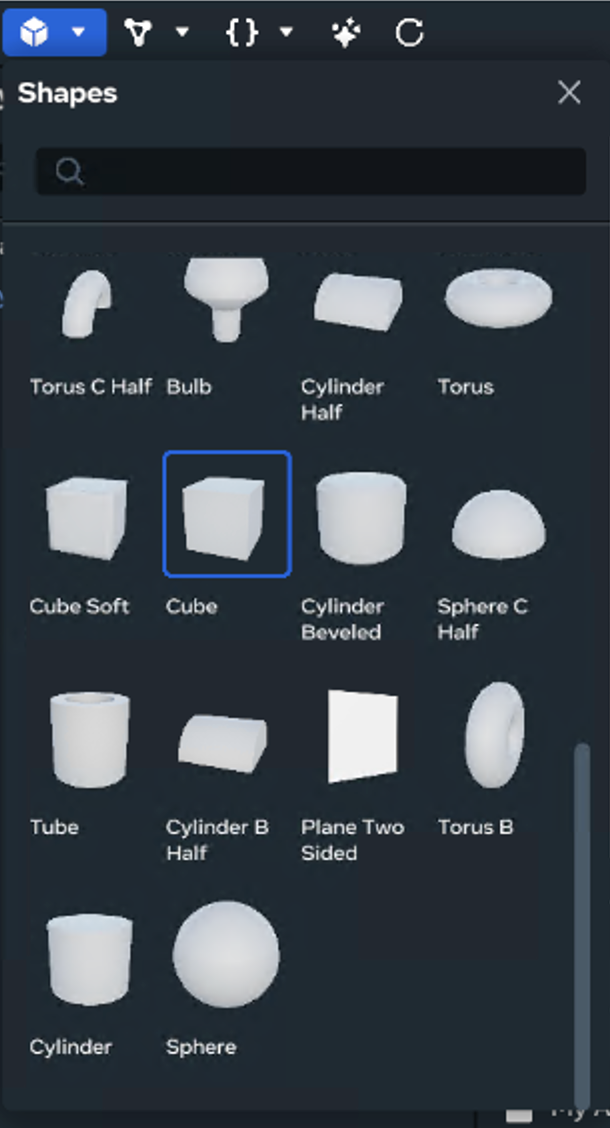 Shapes
Torus C Half
Bulb
Cylinder
Half
Torus
Cube Soft
Cube
Cylinder
Beveled
Sphere C
Half
Tube
Cylinder B
Half
Plane Two
Sided
Torus B
Cylinder
Sphere